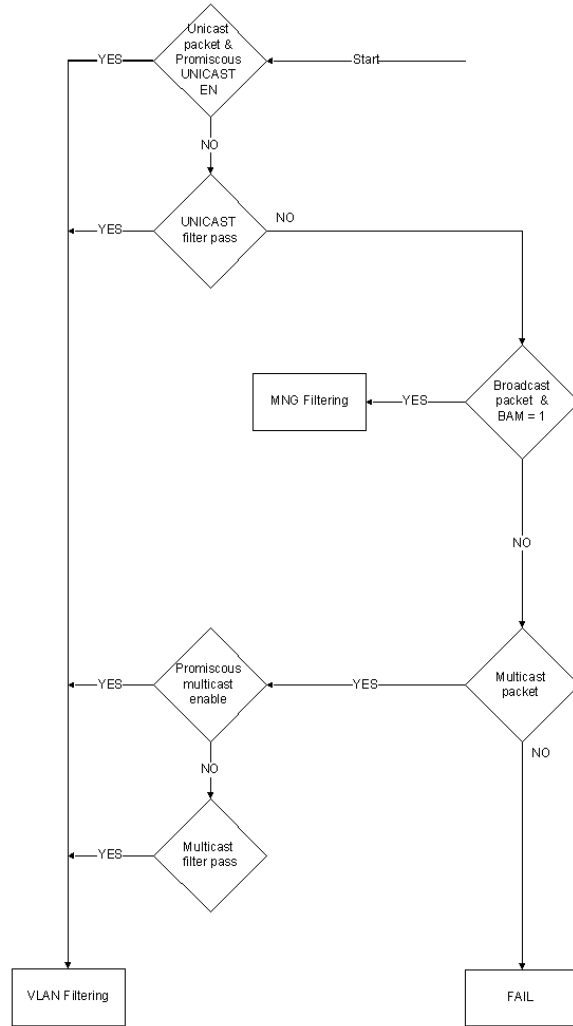 Unicast
packet &
Promiscous
UNICAST
EN
YES
Start
NO
UNICAST
filter pass
YES
NO
Broadcast
packet &
BAM = 1
YES
MNG Filtering
NO
Multicast
packet
YES
Promiscous
multicast
enable
YES
NO
NO
Multicast
filter pass
YES
VLAN Filtering
FAIL